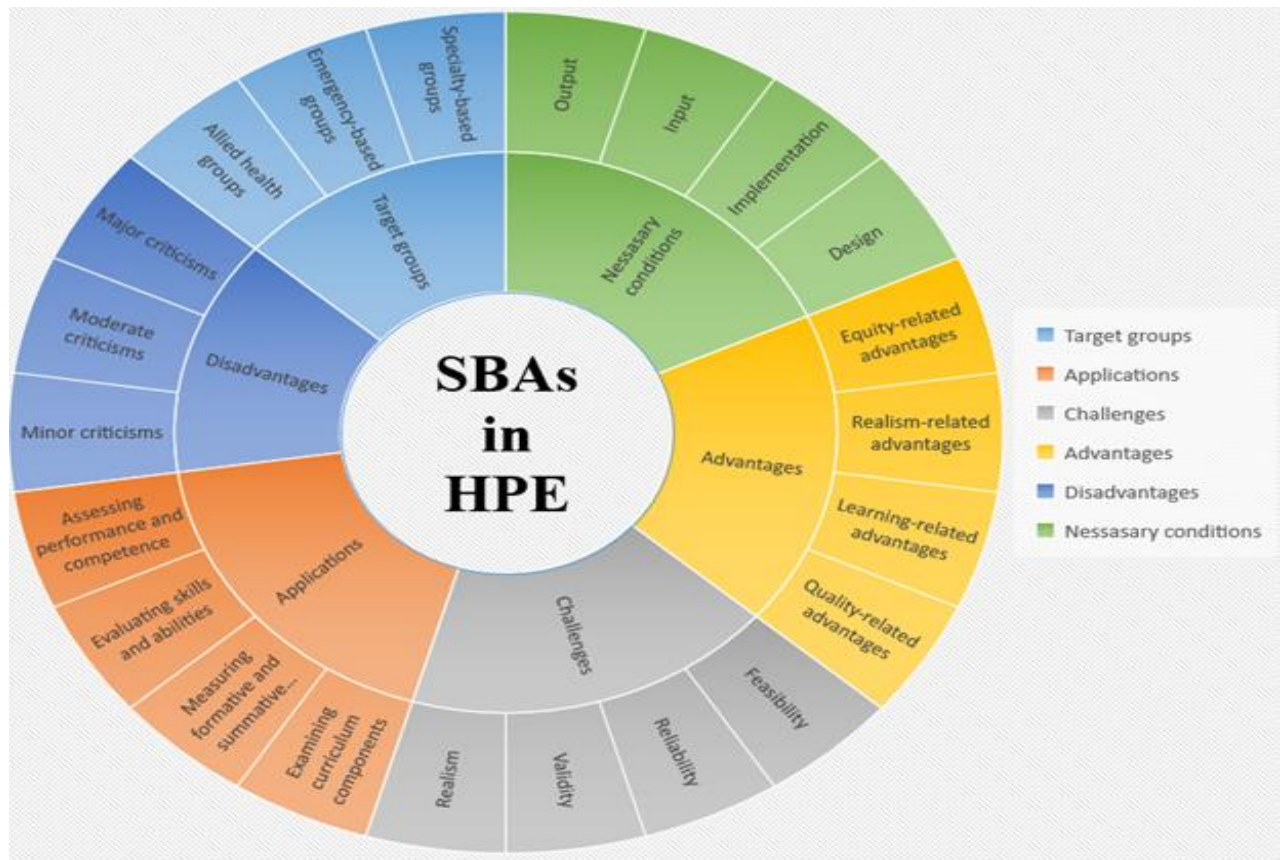 SBAs
in
HPE
Nessasary
conditions
Output
Input
Implementation
Design
Advantages
Equity-related
advantages
Realism-related
advantages
Learning-related
advantages
Quality-related
advantages
Challenges
Feasibility
Reliability
Validity
Realism
Applications
Examining
curriculum
components
Measuring
formative and
summative...
Evaluating skills
and abilities
Assessing
performance and
competence
Disadvantages
Minor criticisms
Moderate
criticisms
Major criticisms
Target groups
Allied health
groups
Emergency-based
groups
Specialty-based
groups
Target groups
Applications
Challenges
Advantages
Disadvantages
Nessasary conditions